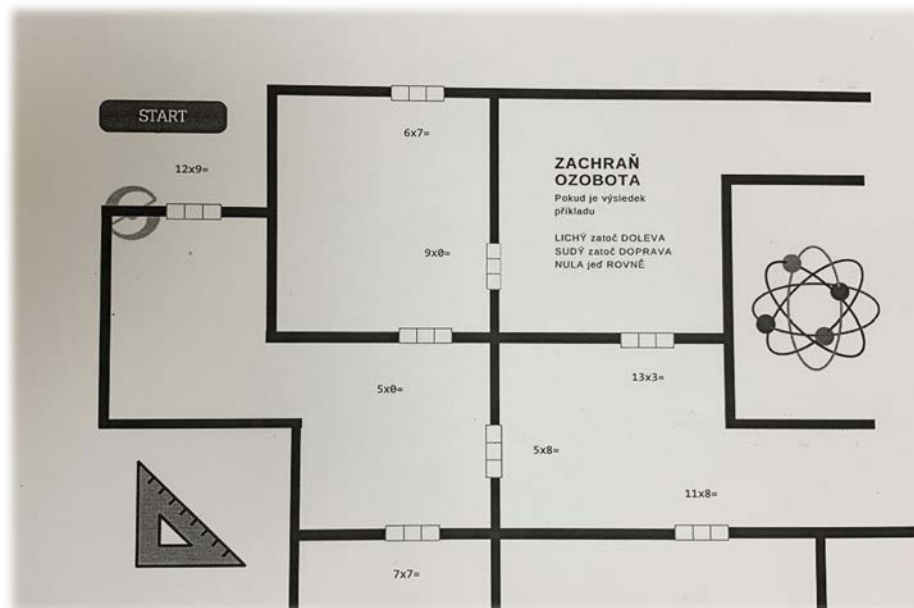 START
6x7=
12x9=
ZACHRAŇ
OZOBOTA
Pokud je výsledek
příkladu
LICHÝ zatoč DOLEVA
SUDÝ zatoč DOPRAVA
NULA jeď ROVNĚ
9x0=
13x3=
5x0=
5x8=
11x8=
7x7=